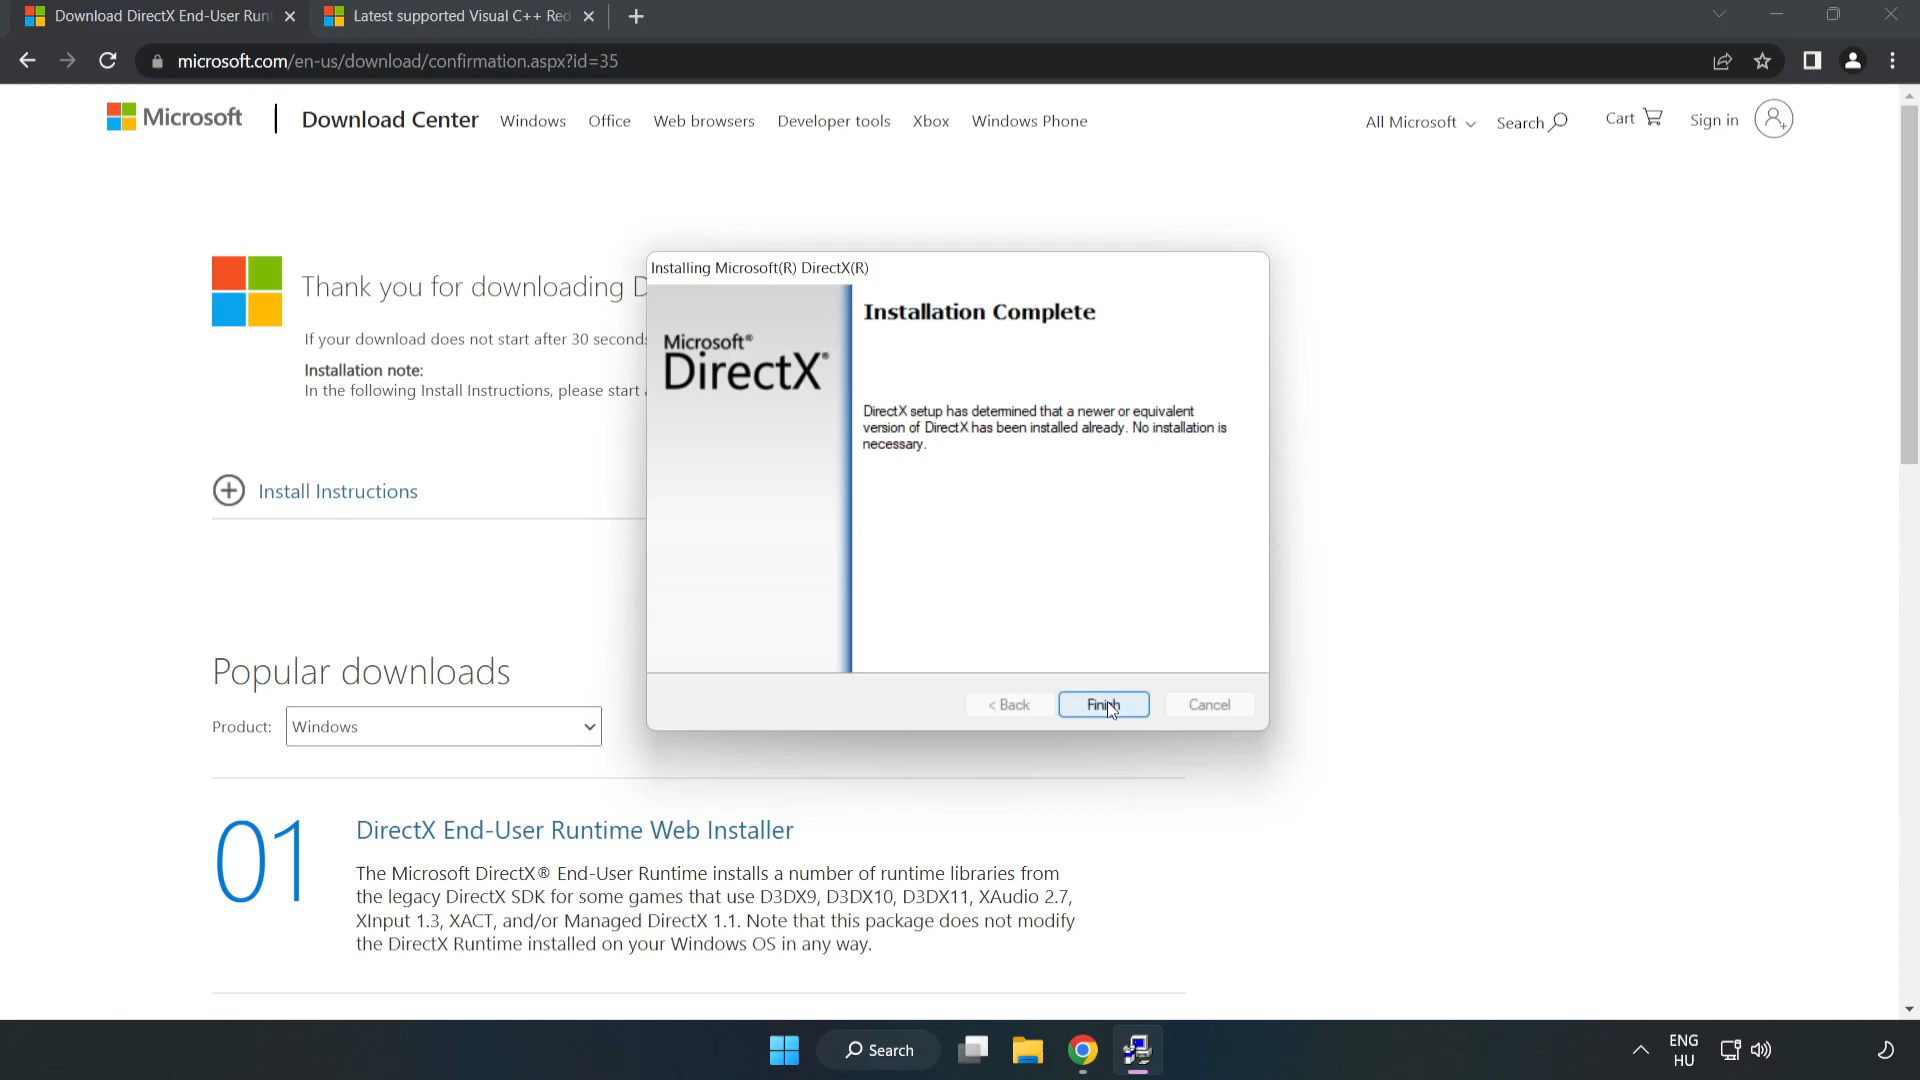 Download DirectX End-User Run
Latest supported Visual C++ Red
microsoft.com/en-us/download/confirmation.aspx?id=35
Microsoft
Download Center
Windows
Office
Web browsers
Developer tools
Xbox
Windows Phone
All Microsoft
Search
Cart
Sign in
Thank you for downloading D
If your download does not start after 30 seconds
Installation note:
In the following Install Instructions, please start a
Install Instructions
Installing Microsoft(R) DirectX(R)
Microsoft®
DirectX®
Installation Complete
DirectX setup has determined that a newer or equivalent
version of DirectX has been installed already. No installation is
necessary.
< Back
Finish
Cancel
Popular downloads
Product:
Windows
01
DirectX End-User Runtime Web Installer
The Microsoft DirectX® End-User Runtime installs a number of runtime libraries from
the legacy DirectX SDK for some games that use D3DX9, D3DX10, D3DX11, XAudio 2.7,
XInput 1.3, XACT, and/or Managed DirectX 1.1. Note that this package does not modify
the DirectX Runtime installed on your Windows OS in any way.
Search
ENG
HU